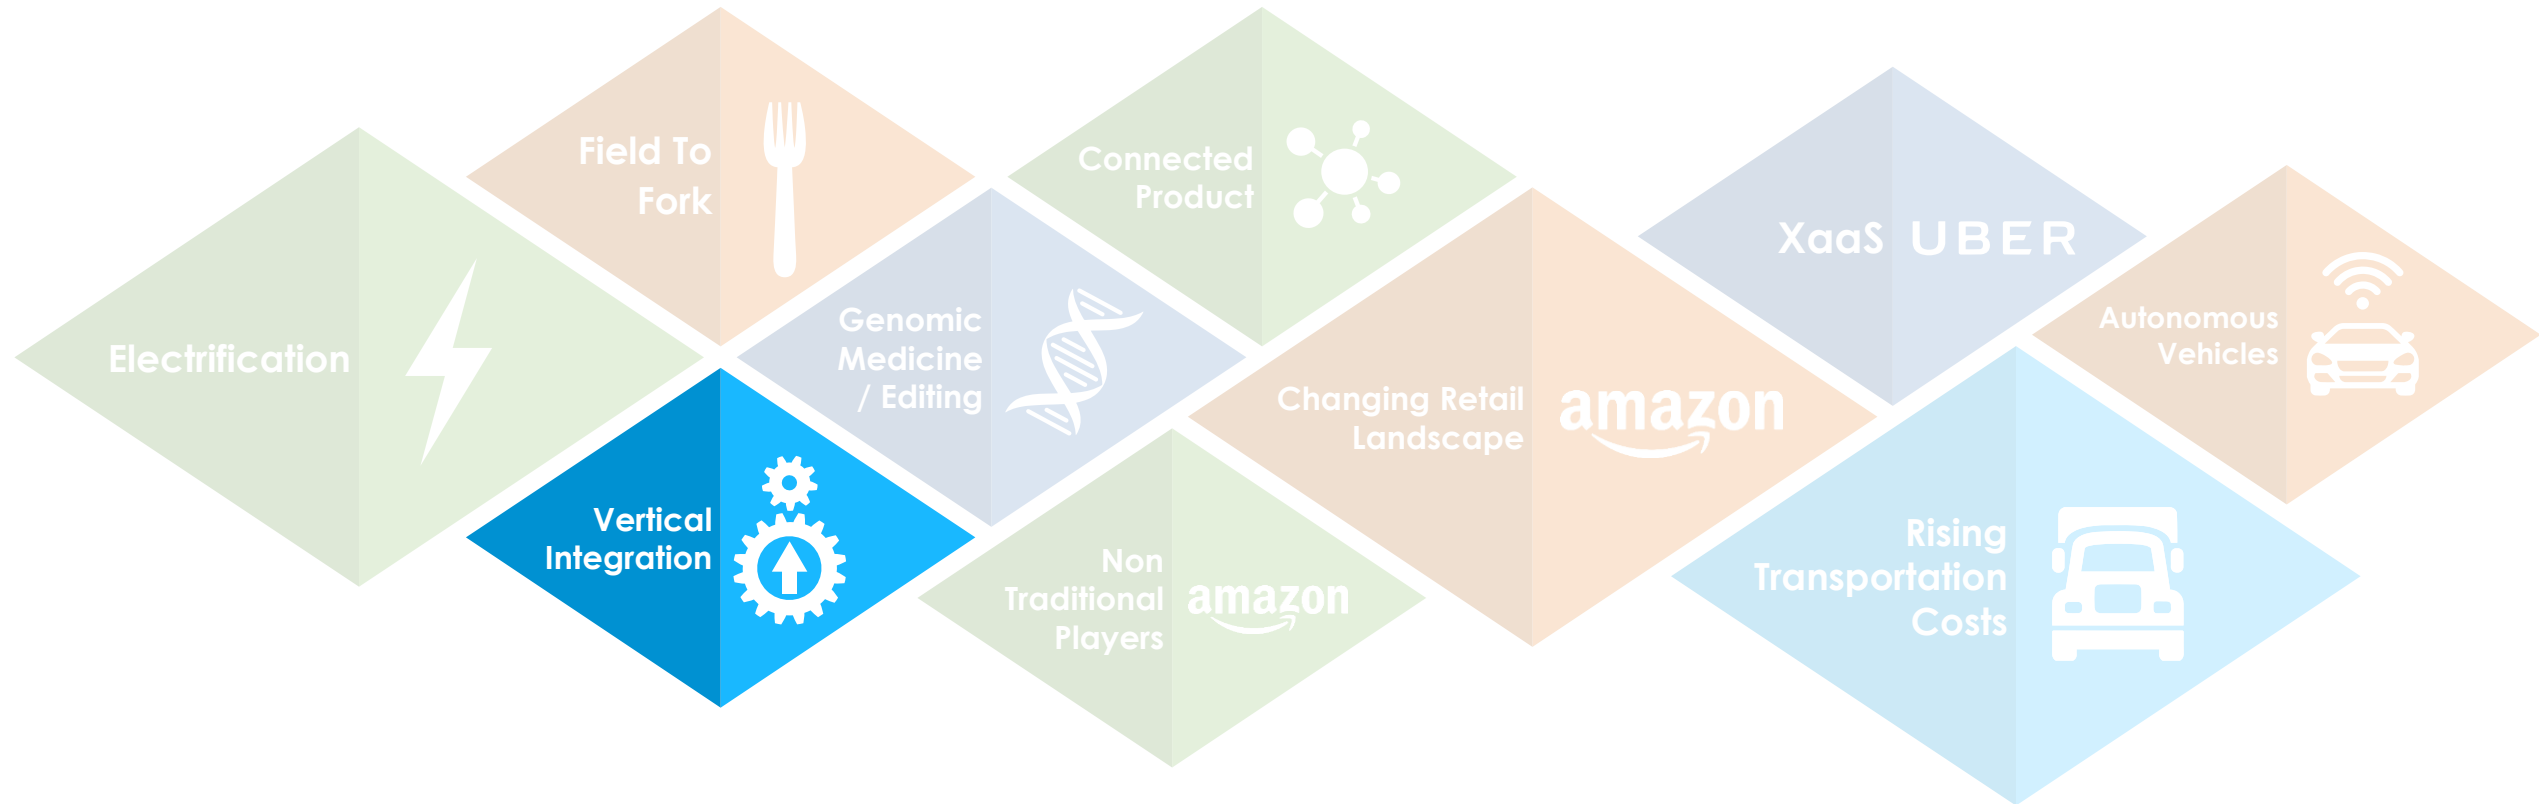 Field To
Fork
Connected
Product
XaaS UBER
Electrification
Genomic
Medicine
/ Editing
Autonomous
Vehicles
Changing Retail
Landscape
amazon
Vertical
Integration
Non
Traditional
Players
amazon
Rising
Transportation
Costs